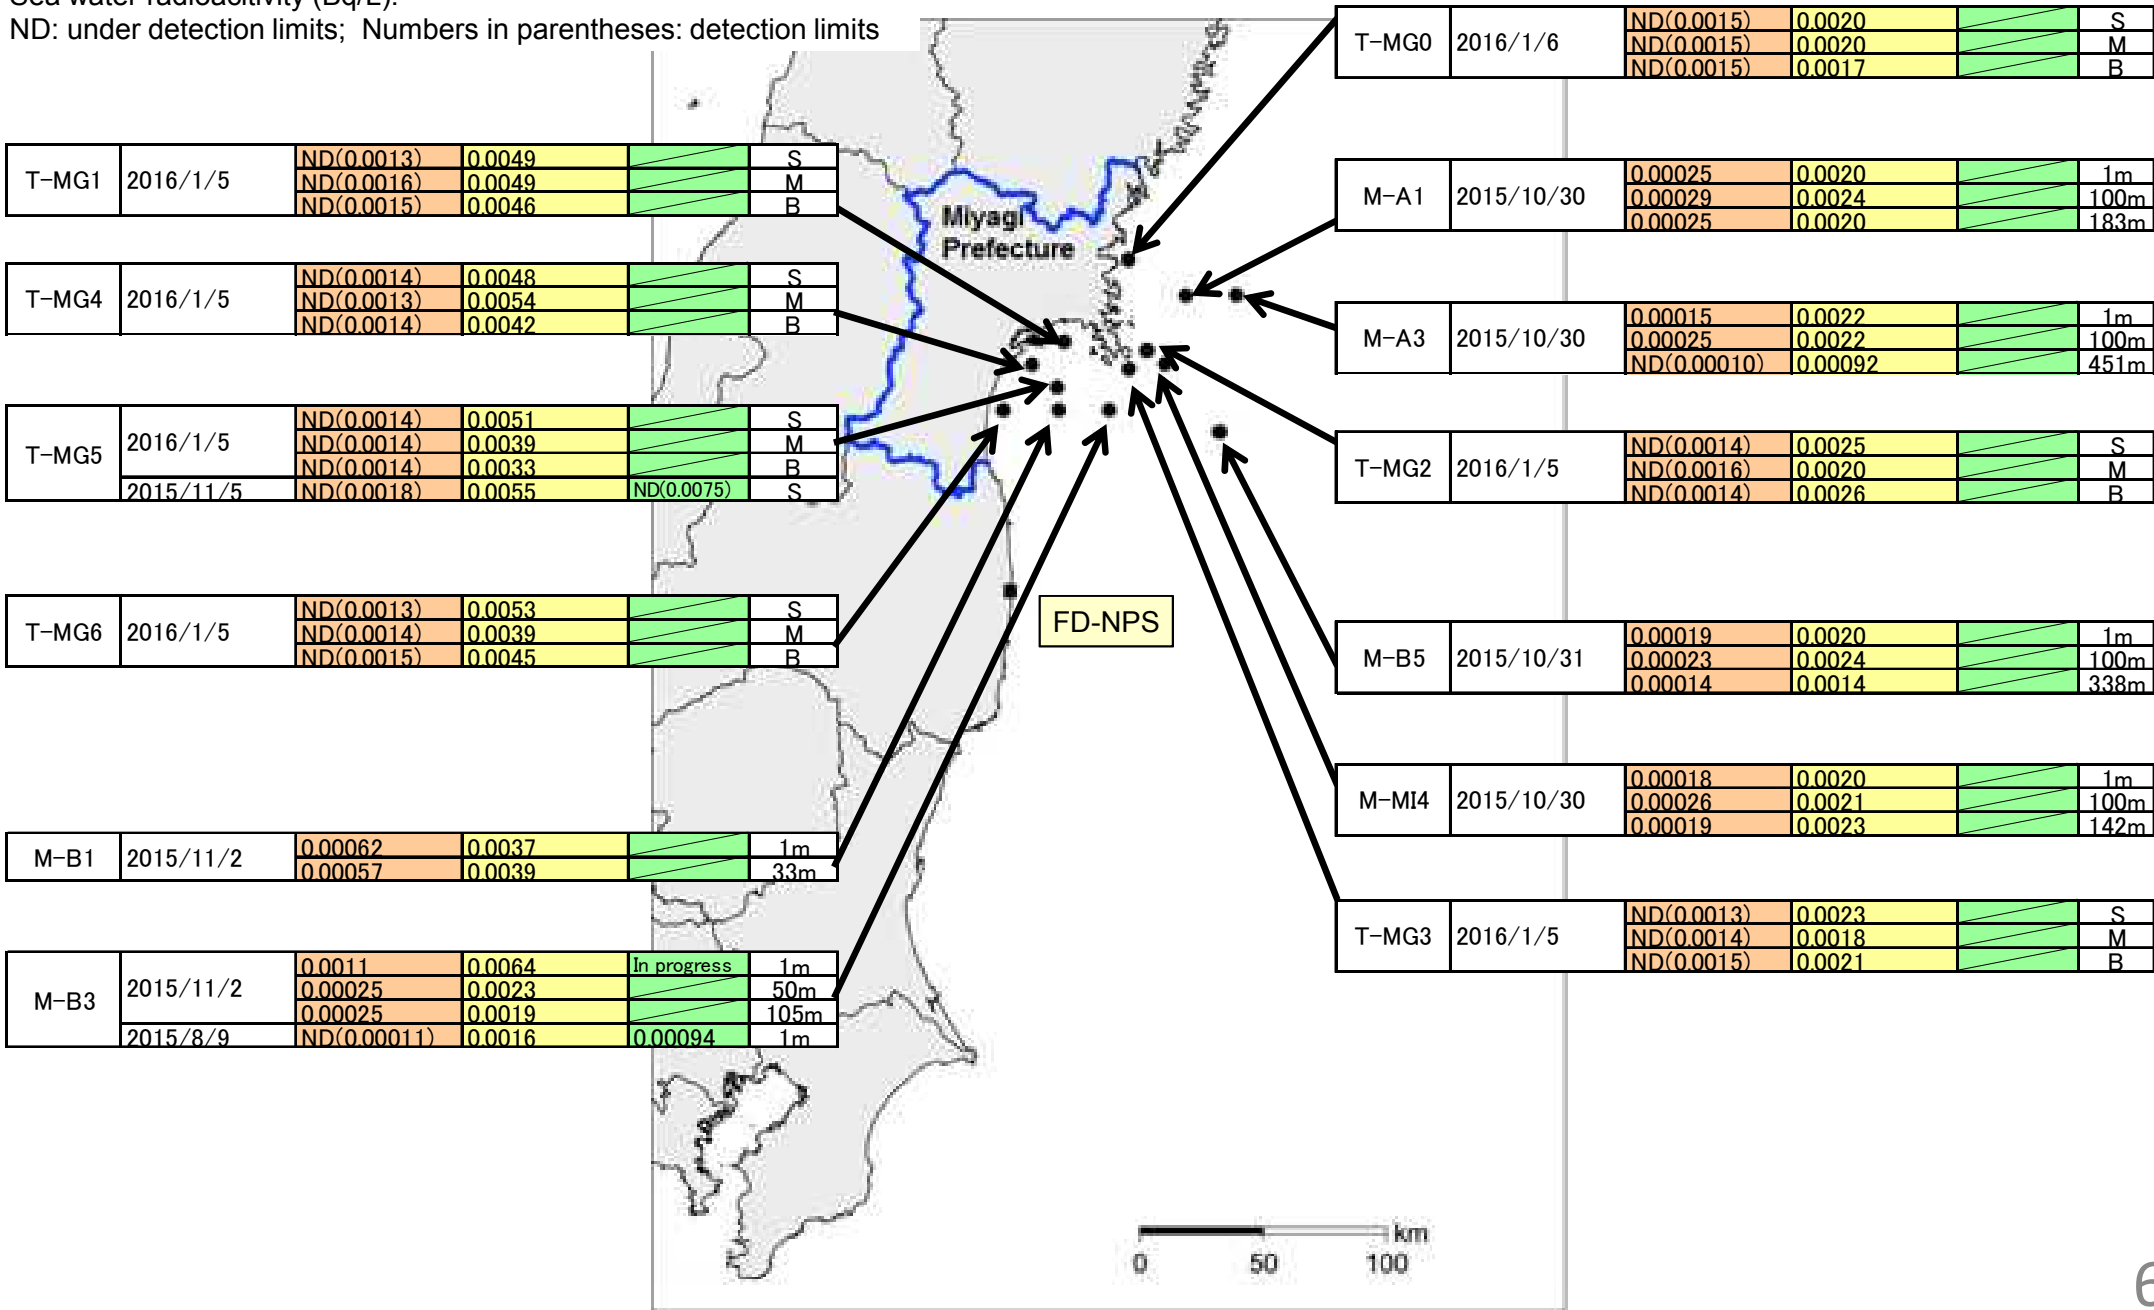 Sea water radioacitivity (Bq/L):
ND: under detection limits; Numbers in parentheses: detection limits
T-MG0 2016/1/6 ND(0.0015) 0.0020 S
ND(0.0015) 0.0020 M
ND(0.0015) 0.0017 B
T-MG1 2016/1/5 ND(0.0013) 0.0049 S
ND(0.0016) 0.0049 M
ND(0.0015) 0.0046 B
M-A1 2015/10/30 0.00025 0.0020 1m
0.00029 0.0024 100m
0.00025 0.0020 183m
Miyagi
Prefecture
T-MG4 2016/1/5 ND(0.0014) 0.0048 S
ND(0.0013) 0.0054 M
ND(0.0014) 0.0042 B
M-A3 2015/10/30 0.00015 0.0022 1m
0.00025 0.0022 100m
ND(0.00010) 0.00092 451m
T-MG5 2016/1/5 ND(0.0014) 0.0051 S
ND(0.0014) 0.0039 M
ND(0.0014) 0.0033 B
2015/11/5 ND(0.0018) 0.0055 ND(0.0075) S
T-MG2 2016/1/5 ND(0.0014) 0.0025 S
ND(0.0016) 0.0020 M
ND(0.0014) 0.0026 B
T-MG6 2016/1/5 ND(0.0013) 0.0053 S
ND(0.0014) 0.0039 M
ND(0.0015) 0.0045 B
FD-NPS
M-B5 2015/10/31 0.00019 0.0020 1m
0.00023 0.0024 100m
0.00014 0.0014 338m
M-MI4 2015/10/30 0.00018 0.0020 1m
0.00026 0.0021 100m
0.00019 0.0023 142m
M-B1 2015/11/2 0.00062 0.0037 1m
0.00057 0.0039 33m
T-MG3 2016/1/5 ND(0.0013) 0.0023 S
ND(0.0014) 0.0018 M
ND(0.0015) 0.0021 B
M-B3 2015/11/2 0.0011 0.0064 In progress 1m
0.00025 0.0023 50m
0.00025 0.0019 105m
2015/8/9 ND(0.00011) 0.0016 0.00094 1m
km
0 50 100
6